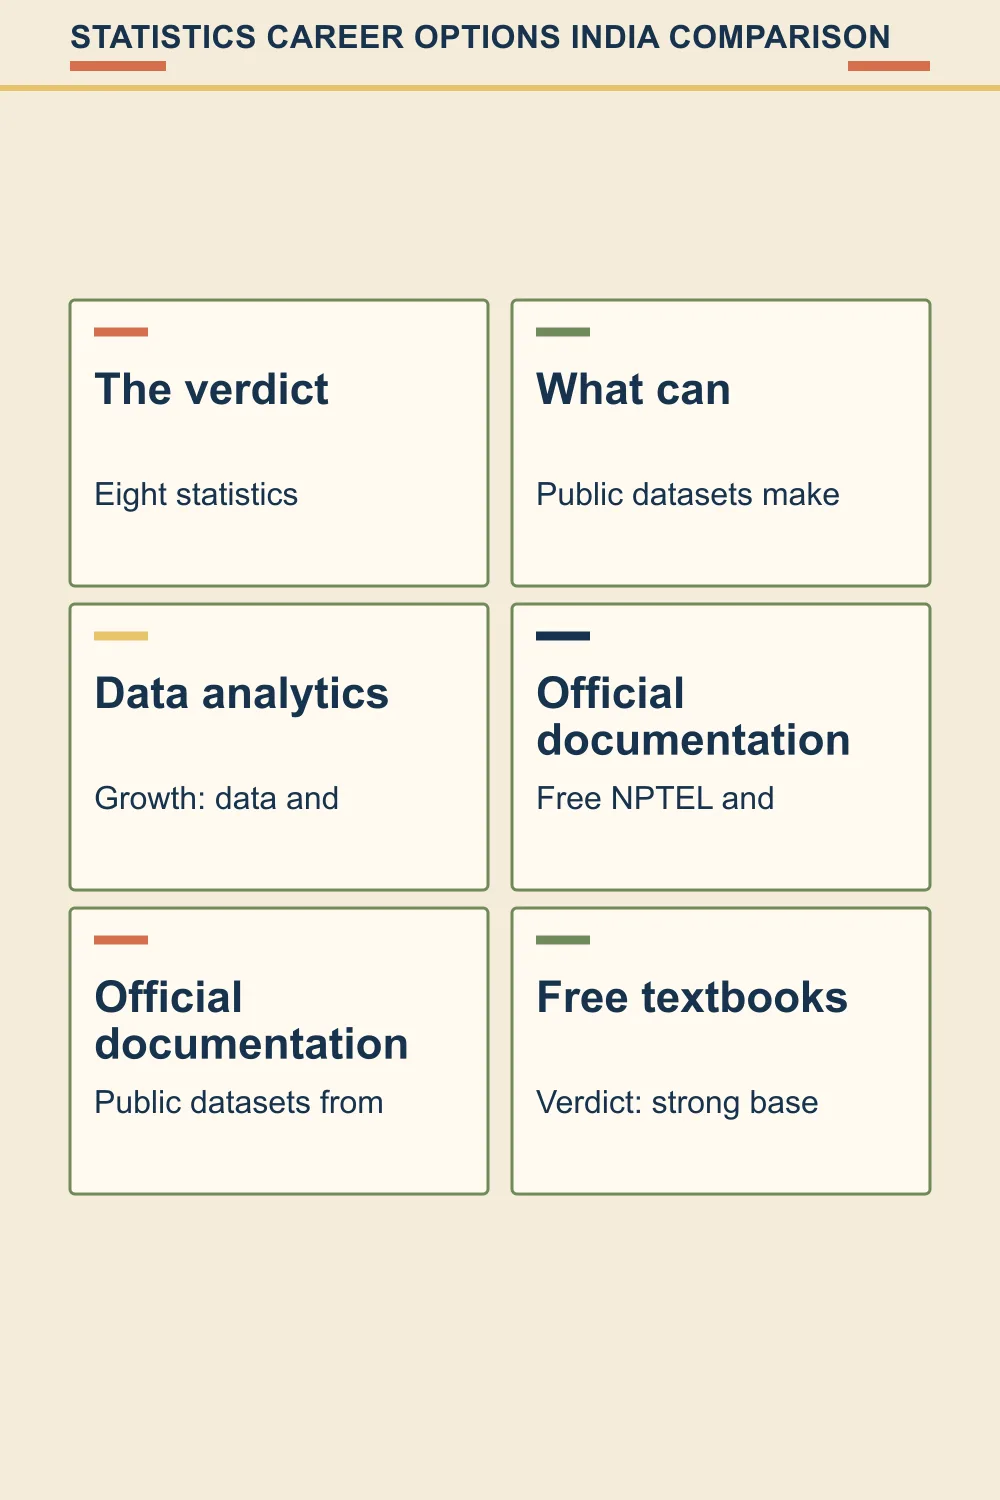 STATISTICS CAREER OPTIONS INDIA COMPARISON
The verdict
Eight statistics
What can
Public datasets make
Data analytics
Growth: data and
Official
documentation
Free NPTEL and
Official
documentation
Public datasets from
Free textbooks
Verdict: strong base